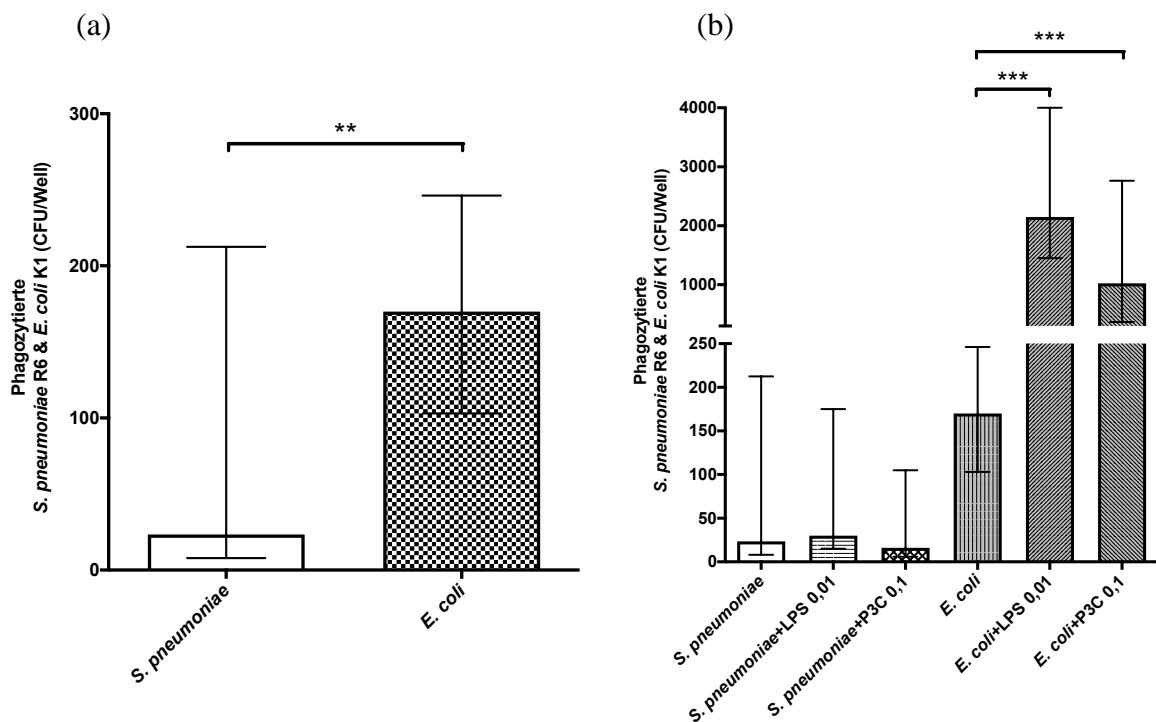 (a)
**
300
200
100
0
Phagozytierte
S. pneumoniae R6 & E. coli K1 (CFU/Well)
S. pneumoniae
E. coli
(b)
***
***
4000
3000
2000
1000
250
200
150
100
50
0
Phagozytierte
S. pneumoniae R6 & E. coli K1 (CFU/Well)
S. pneumoniae
S. pneumoniae+LPS 0,01
S. pneumoniae+P3C 0,1
E. coli
E. coli+LPS 0,01
E. coli+P3C 0,1